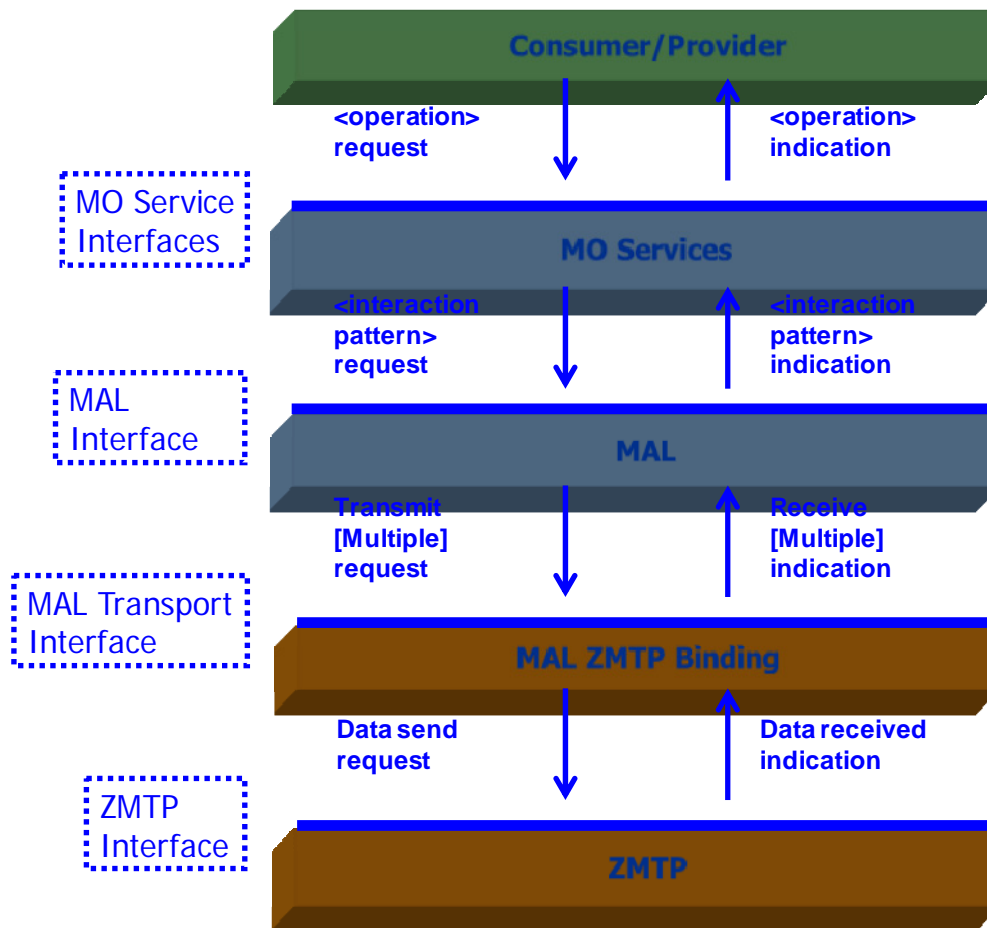 Consumer/Provider
<operation>
request
<operation>
indication
MO Service
Interfaces
MO Services
<interaction
pattern>
request
<interaction
pattern>
indication
MAL
Interface
MAL
Transmit
[Multiple]
request
Receive
[Multiple]
indication
MAL Transport
Interface
MAL ZMTP Binding
Data send
request
Data received
indication
ZMTP
Interface
ZMTP